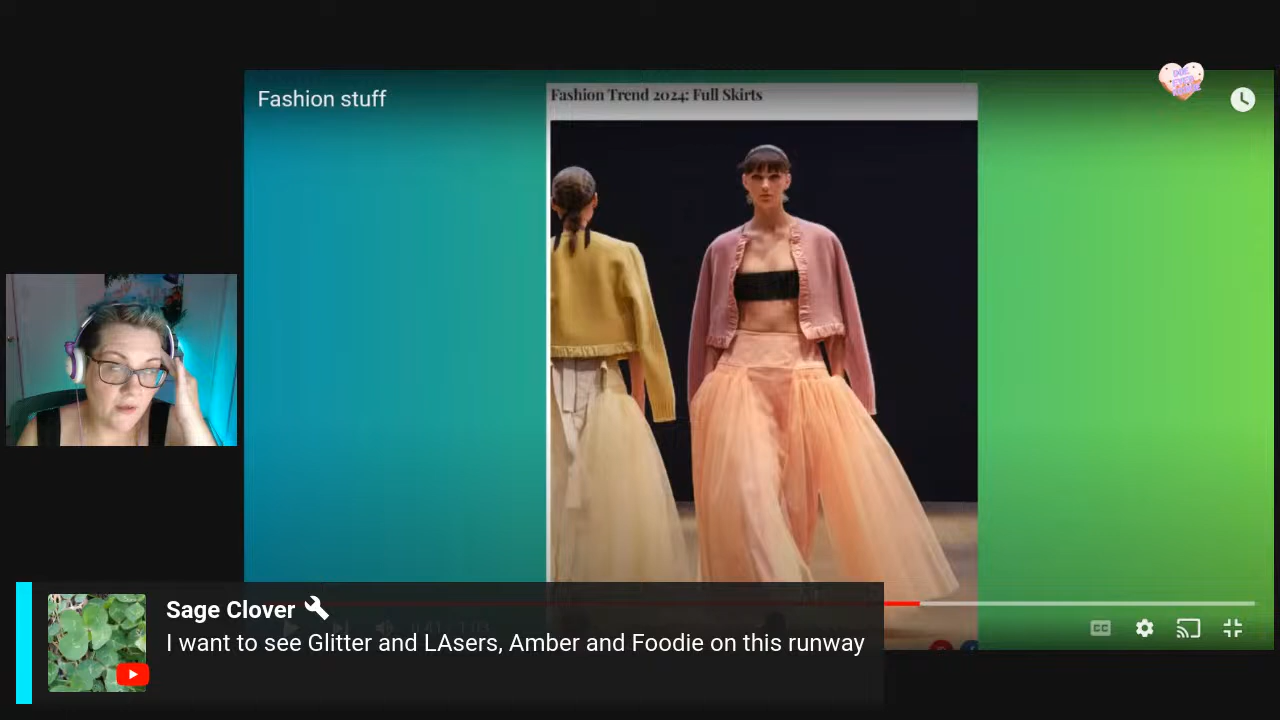 Fashion stuff
Fashion Trend 2024: Full Skirts
CC
Sage Clover
I want to see Glitter and LAsers, Amber and Foodie on this runway